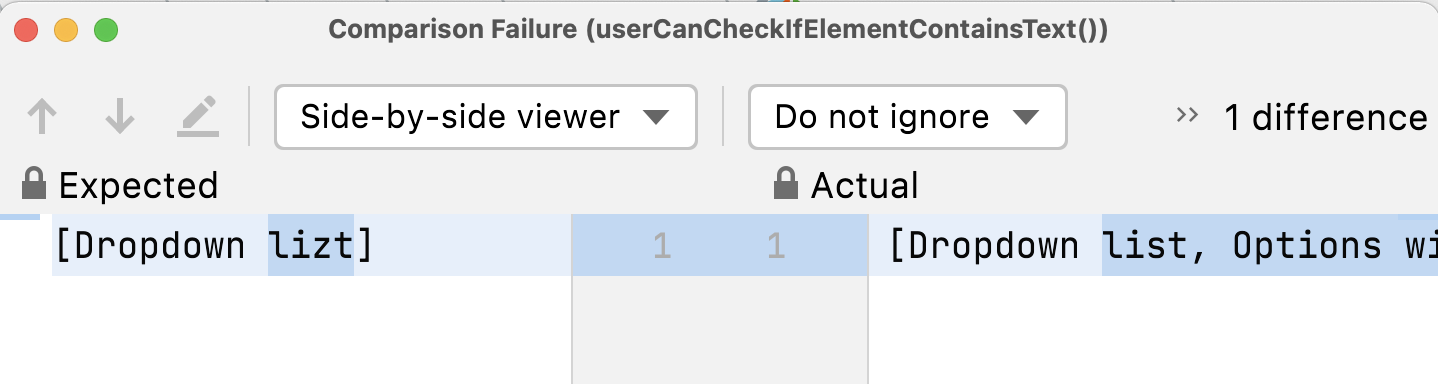 Comparison Failure (userCanCheckIfElementContainsText())
Side-by-side viewer
Do not ignore
1 difference
Expected
Actual
[Dropdown lizt]
1
1
[Dropdown list, Options wi